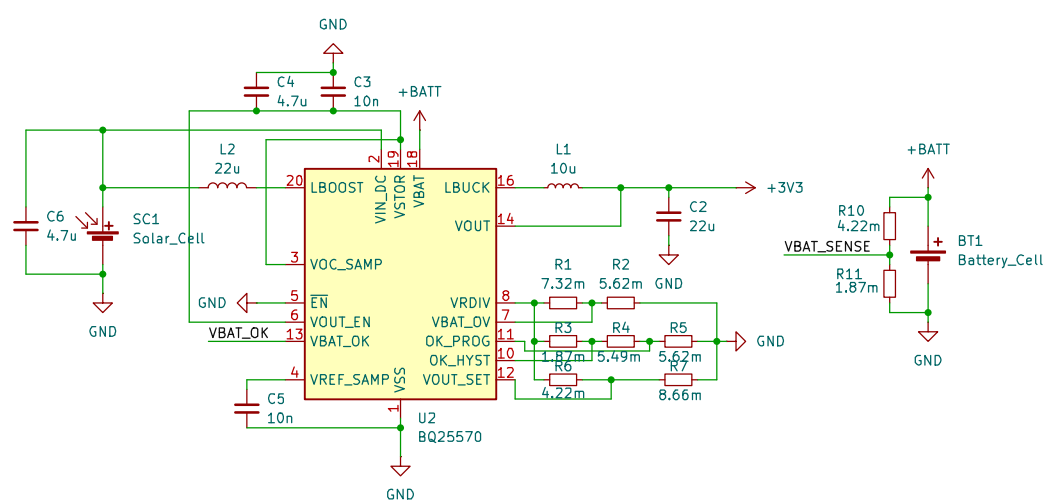 GND
C4
4.7u
C3
10n
+BATT
2
19
18
L2
22u
20
LBOOST
VIN_DC
VSTOR
VBAT
LBUCK
16
L1
10u
+3V3
C6
4.7u
SC1
Solar_Cell
GND
VOUT
14
C2
22u
GND
3
VOC_SAMP
GND
5
EN
6
VOUT_EN
VBAT_OK
13
VBAT_OK
4
VREF_SAMP
VSS
1
C5
10n
GND
U2
BQ25570
VRDIV
8
VBAT_OV
7
OK_PROG
11
OK_HYST
10
VOUT_SET
12
R1
7.32m
R2
5.62m
R3
1.87m
R4
5.49m
R5
5.62m
R6
4.22m
R7
8.66m
GND
+BATT
R10
4.22m
VBAT_SENSE
R11
1.87m
BT1
Battery_Cell
GND